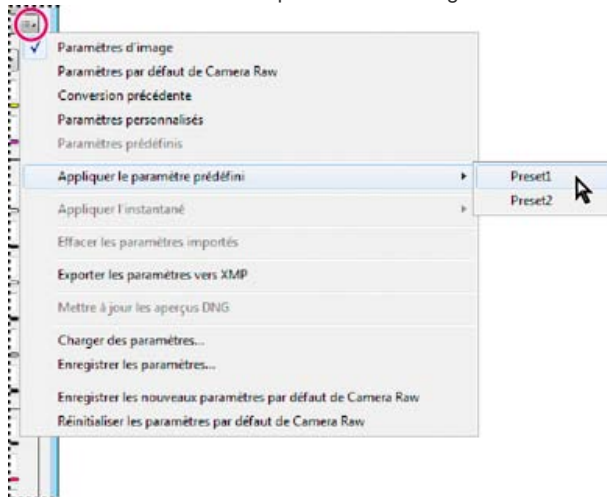 Paramètres d'image
Paramètres par défaut de Camera Raw
Conversion précédente
Paramètres personnalisés
Paramètres prédéfinis
Appliquer le paramètre prédéfini
Preset1
Preset2
Appliquer l'instantané
Effacer les paramètres importés
Exporter les paramètres vers XMP
Mettre à jour les aperçus DNG
Charger des paramètres...
Enregistrer les paramètres...
Enregistrer les nouveaux paramètres par défaut de Camera Raw
Réinitialiser les paramètres par défaut de Camera Raw